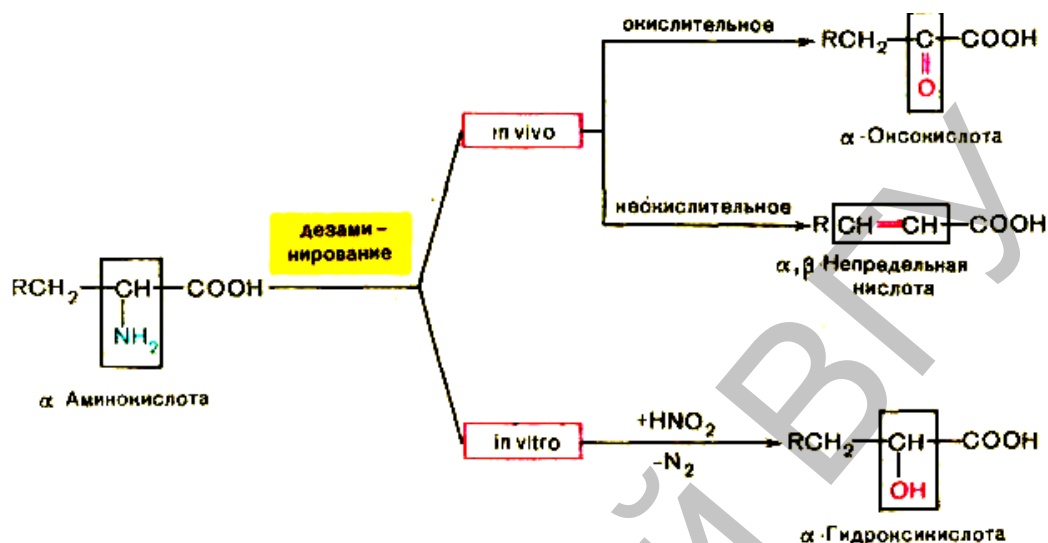 окислительное
RCH₂—C—COOH
O
α-Оксокислота
in vivo
неокислительное
R CH=CH—COOH
α,β-Непредельная
кислота
дезами–
нирование
RCH₂—CH—COOH
NH₂
α Аминокислота
in vitro
+HNO₂
-N₂
RCH₂—CH—COOH
OH
α-Гидроксикислота
Й ВГУ